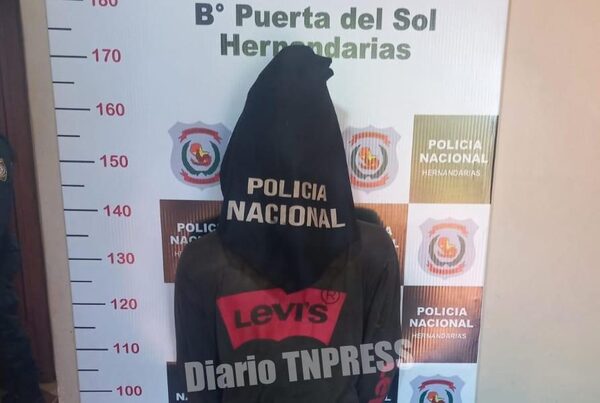 B° Puerta del Sol
Hernandarias
180
170
160
150
140
130
120
110
100
POLICIA
NACIONAL
HERNANDARIAS
POLICIA
NACIONAL
POLICIA
NACIONAL
HERNANDARIAS
LEVI'S
®
Diario TNPRESS